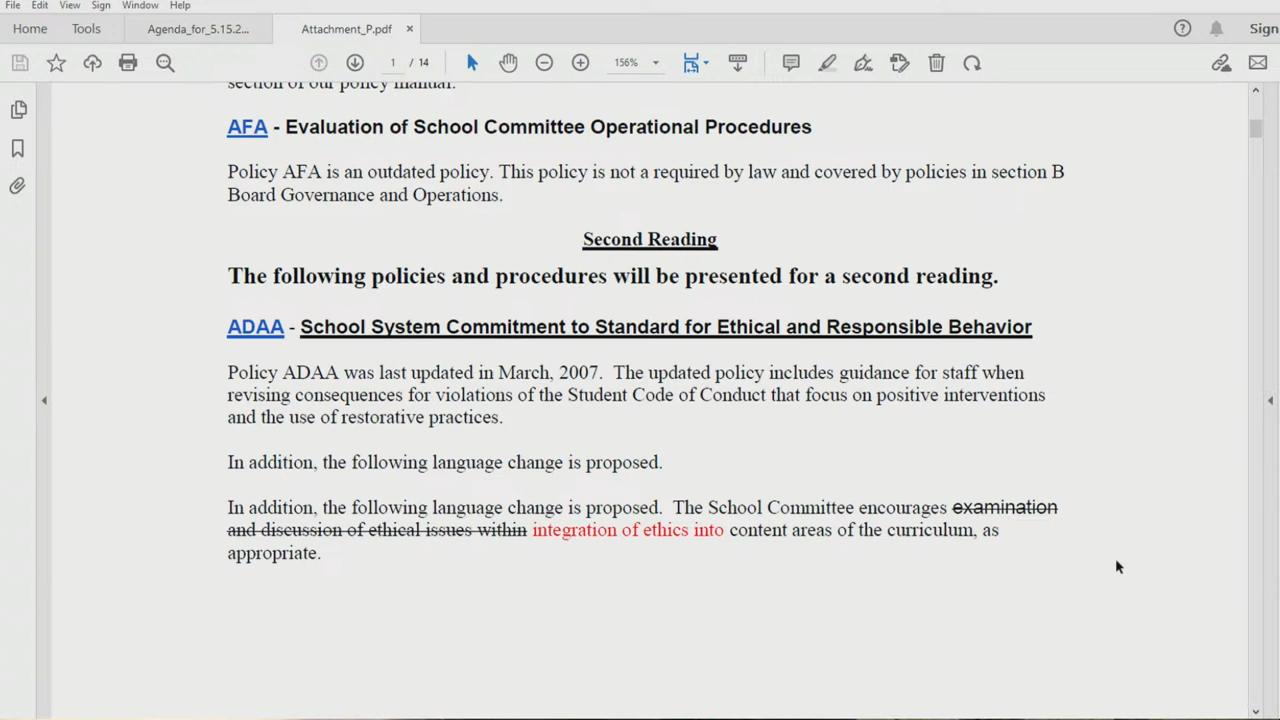 File Edit View Sign Window Help
Home Tools Agenda_for_5.15.2... Attachment_P.pdf × Sign
1 / 14 156%
section of our policy manual.
AFA - Evaluation of School Committee Operational Procedures
Policy AFA is an outdated policy. This policy is not a required by law and covered by policies in section B
Board Governance and Operations.
Second Reading
The following policies and procedures will be presented for a second reading.
ADAA - School System Commitment to Standard for Ethical and Responsible Behavior
Policy ADAA was last updated in March, 2007. The updated policy includes guidance for staff when
revising consequences for violations of the Student Code of Conduct that focus on positive interventions
and the use of restorative practices.
In addition, the following language change is proposed.
In addition, the following language change is proposed. The School Committee encourages examination
and discussion of ethical issues within integration of ethics into content areas of the curriculum, as
appropriate.